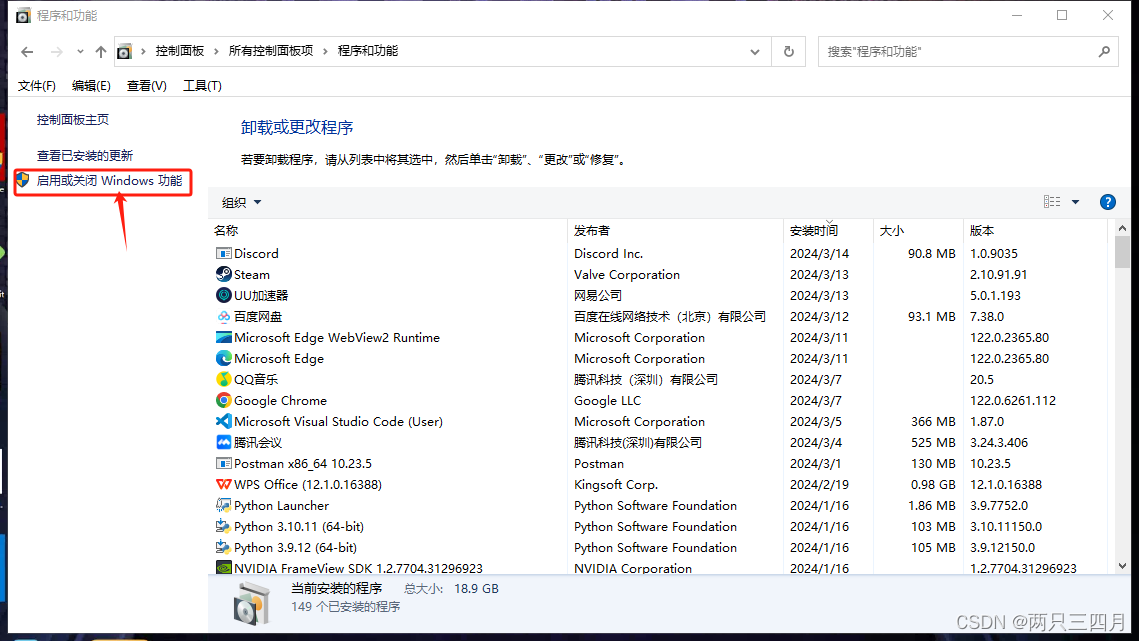 程序和功能
控制面板 › 所有控制面板项 › 程序和功能
搜索"程序和功能"
文件(F) 编辑(E) 查看(V) 工具(T)
控制面板主页
查看已安装的更新
启用或关闭 Windows 功能
卸载或更改程序
若要卸载程序，请从列表中将其选中，然后单击“卸载”、“更改”或“修复”。
组织
名称 发布者 安装时间 大小 版本
Discord Discord Inc. 2024/3/14 90.8 MB 1.0.9035
Steam Valve Corporation 2024/3/13 2.10.91.91
UU加速器 网易公司 2024/3/13 5.0.1.193
百度网盘 百度在线网络技术（北京）有限公司 2024/3/12 93.1 MB 7.38.0
Microsoft Edge WebView2 Runtime Microsoft Corporation 2024/3/11 122.0.2365.80
Microsoft Edge Microsoft Corporation 2024/3/11 122.0.2365.80
QQ音乐 腾讯科技（深圳）有限公司 2024/3/7 20.5
Google Chrome Google LLC 2024/3/7 122.0.6261.112
Microsoft Visual Studio Code (User) Microsoft Corporation 2024/3/5 366 MB 1.87.0
腾讯会议 腾讯科技(深圳)有限公司 2024/3/4 525 MB 3.24.3.406
Postman x86_64 10.23.5 Postman 2024/3/1 130 MB 10.23.5
WPS Office (12.1.0.16388) Kingsoft Corp. 2024/2/19 0.98 GB 12.1.0.16388
Python Launcher Python Software Foundation 2024/1/16 1.86 MB 3.9.7752.0
Python 3.10.11 (64-bit) Python Software Foundation 2024/1/16 103 MB 3.10.11150.0
Python 3.9.12 (64-bit) Python Software Foundation 2024/1/16 105 MB 3.9.12150.0
NVIDIA FrameView SDK 1.2.7704.31296923 NVIDIA Corporation 2024/1/16 1.2.7704.31296923
当前安装的程序 总大小: 18.9 GB
149 个已安装的程序
CSDN @两只三四月